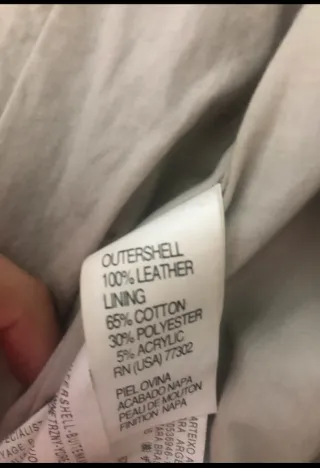 OUTERSHELL
100% LEATHER
LINING
65% COTTON
30% POLYESTER
5% ACRYLIC
RN (USA) 77302
PIEL OVINA
ACABADO NAPA
PEAU DE MOUTON
FINITION NAPA
ARTEIXO A